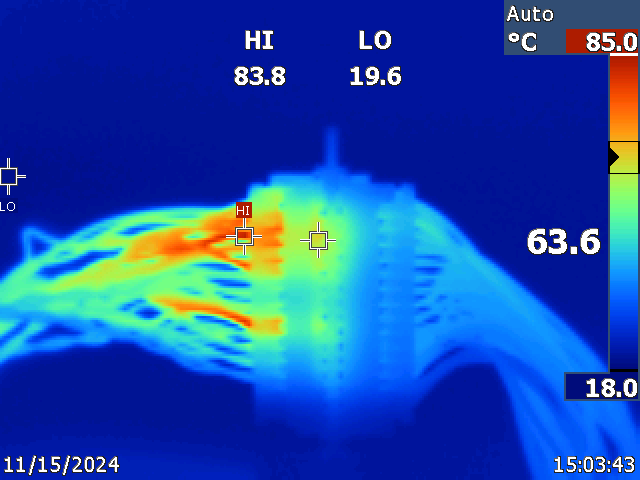 Auto
°C 85.0
HI LO
83.8 19.6
LO
HI
63.6
18.0
11/15/2024 15:03:43